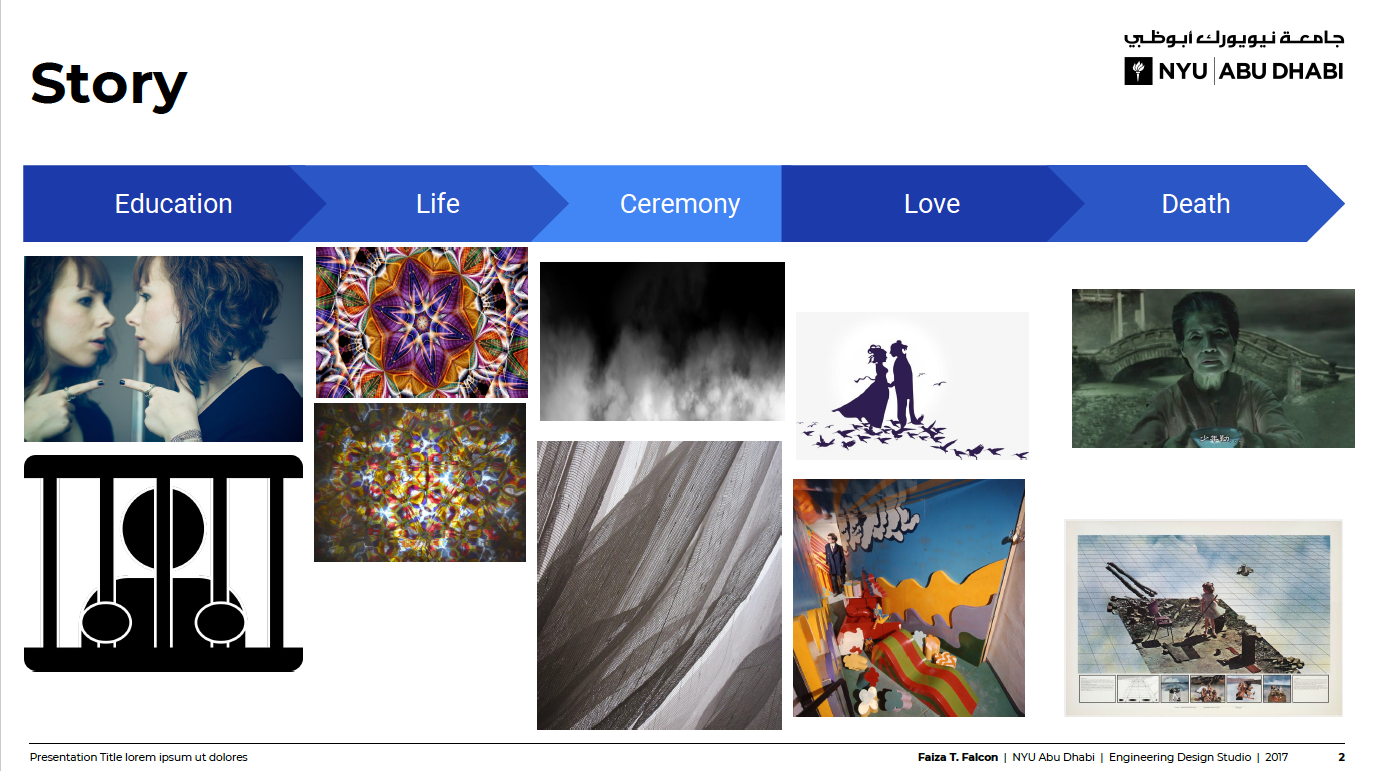 جامعة نيويورك أبوظبي
NYU ABU DHABI
Story
Education
Life
Ceremony
Love
Death
Presentation Title lorem ipsum ut dolores
Faiza T. Falcon | NYU Abu Dhabi | Engineering Design Studio | 2017
2